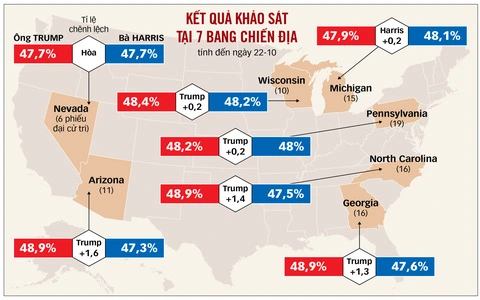 KẾT QUẢ KHẢO SÁT
TẠI 7 BANG CHIẾN ĐỊA
tính đến ngày 22-10
Tỉ lệ
chênh lệch
Ông TRUMP
Bà HARRIS
47,7%
Hòa
47,7%
47,9%
Harris
+0,2
48,1%
Wisconsin
(10)
Michigan
(15)
48,4%
Trump
+0,2
48,2%
Nevada
(6 phiếu
đại cử tri)
Pennsylvania
(19)
48,2%
Trump
+0,2
48%
North Carolina
(16)
Arizona
(11)
48,9%
Trump
+1,4
47,5%
Georgia
(16)
48,9%
Trump
+1,6
47,3%
48,9%
Trump
+1,3
47,6%